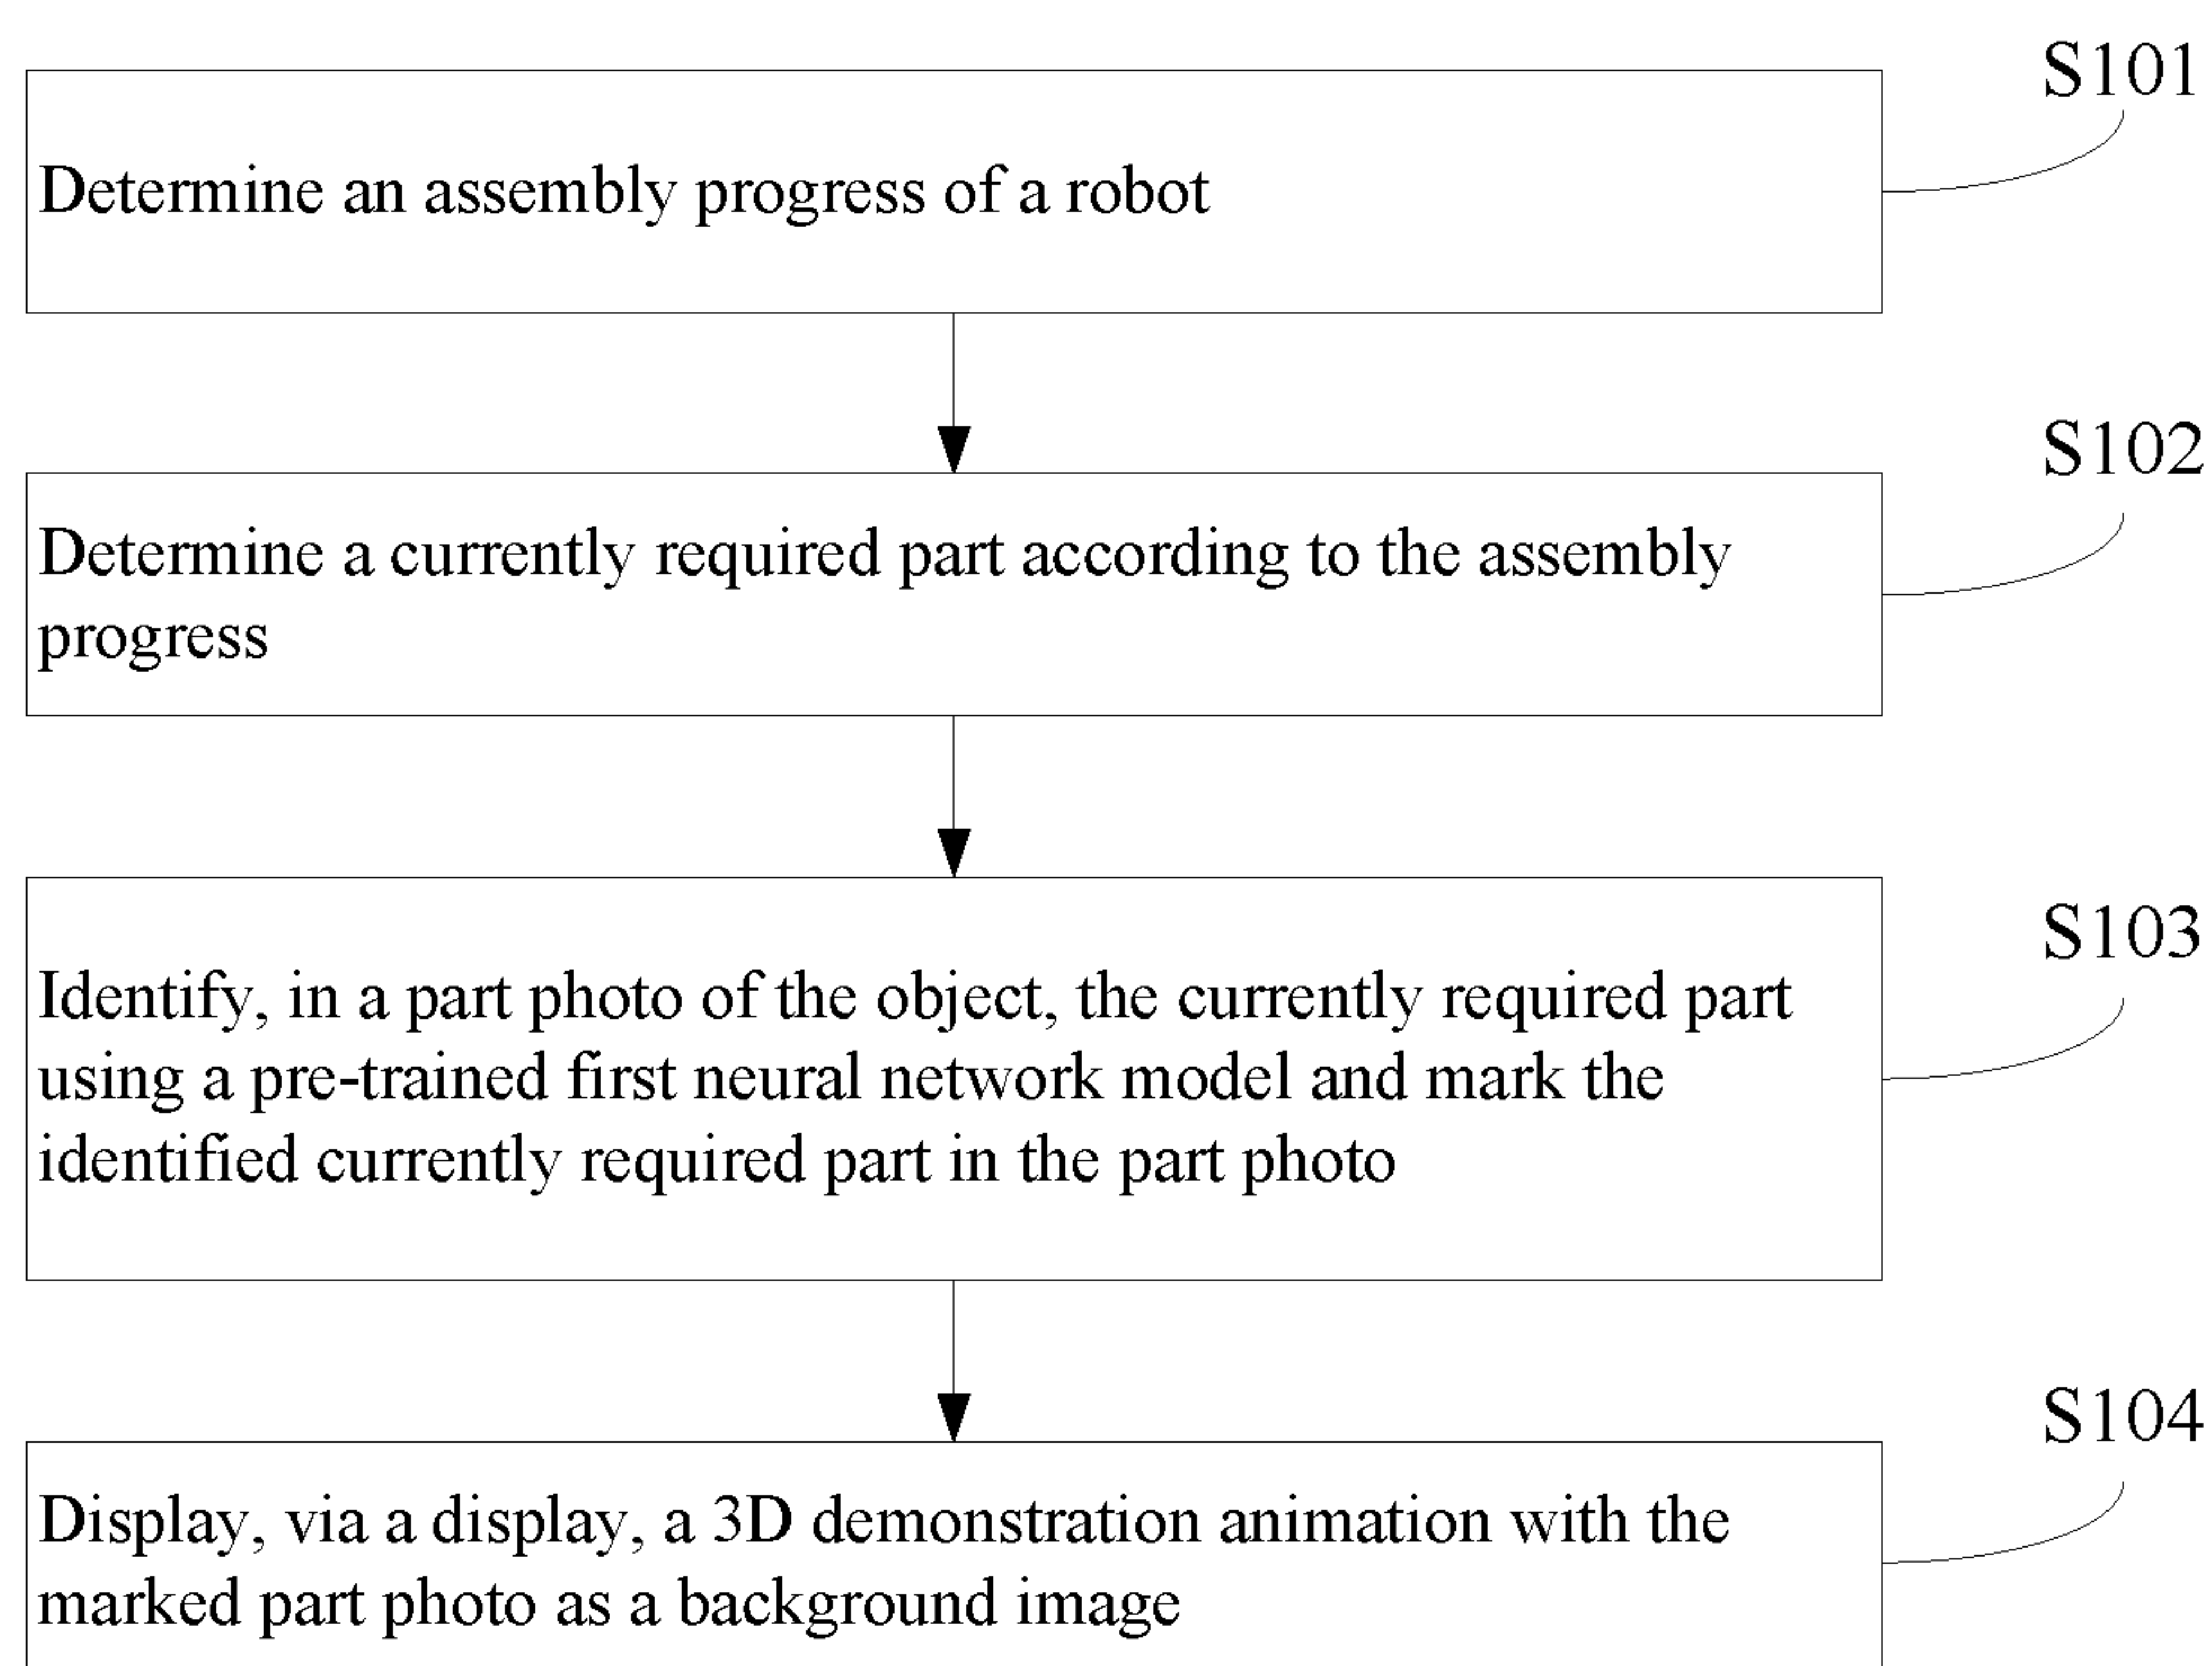 S101
Determine an assembly progress of a robot
S102
Determine a currently required part according to the assembly
progress
S103
Identify, in a part photo of the object, the currently required part
using a pre-trained first neural network model and mark the
identified currently required part in the part photo
S104
Display, via a display, a 3D demonstration animation with the
marked part photo as a background image